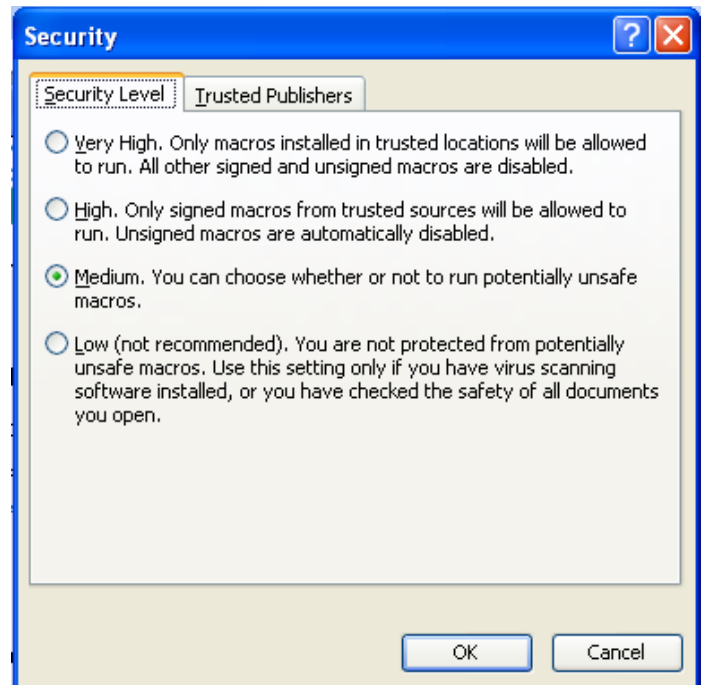 Security
Security Level Trusted Publishers
Very High. Only macros installed in trusted locations will be allowed
to run. All other signed and unsigned macros are disabled.
High. Only signed macros from trusted sources will be allowed to
run. Unsigned macros are automatically disabled.
Medium. You can choose whether or not to run potentially unsafe
macros.
Low (not recommended). You are not protected from potentially
unsafe macros. Use this setting only if you have virus scanning
software installed, or you have checked the safety of all documents
you open.
OK Cancel